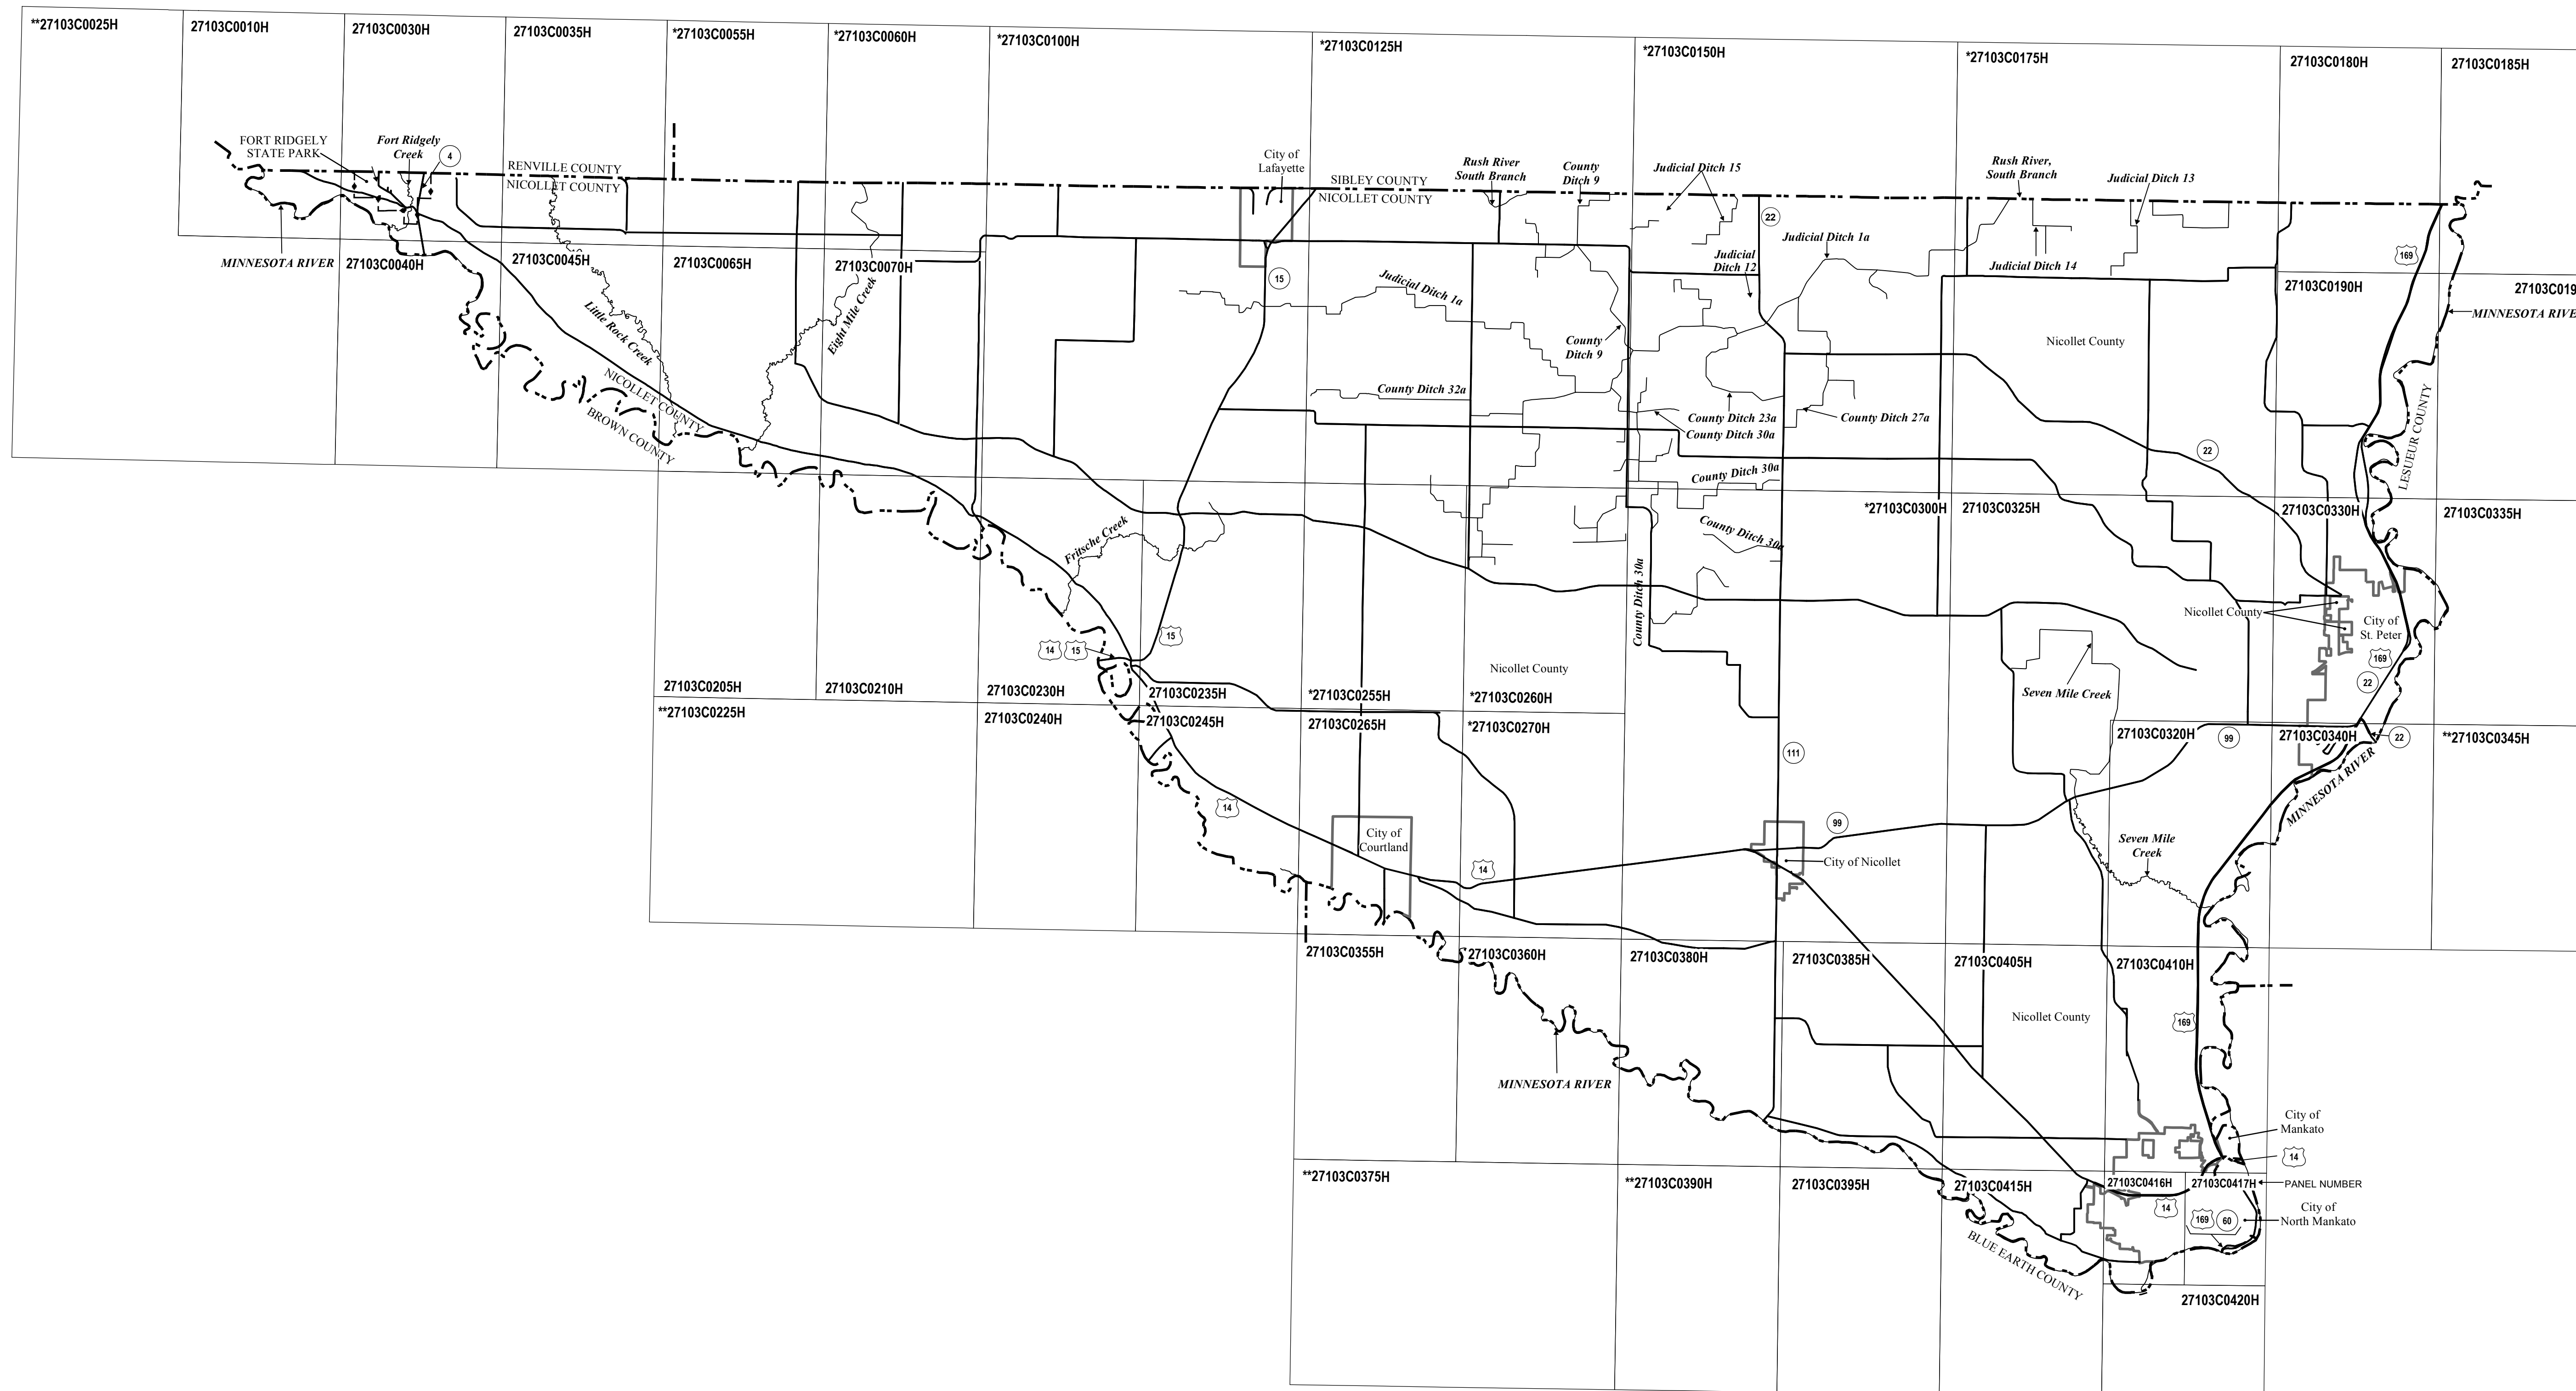 **27103C0025H
27103C0010H
27103C0030H
27103C0035H
*27103C0055H
*27103C0060H
*27103C0100H
*27103C0125H
*27103C0150H
*27103C0175H
27103C0180H
27103C0185H
FORT RIDGELY
STATE PARK
Fort Ridgely
Creek
4
RENVILLE COUNTY
NICOLLET COUNTY
City of
Lafayette
SIBLEY COUNTY
NICOLLET COUNTY
Rush River
South Branch
County
Ditch 9
Judicial Ditch 15
22
Rush River,
South Branch
Judicial Ditch 13
Judicial Ditch 1a
Judicial
Ditch 12
Judicial Ditch 14
169
MINNESOTA RIVER
27103C0040H
27103C0045H
27103C0065H
27103C0070H
15
Judicial Ditch 1a
27103C0190H
27103C019
MINNESOTA RIVE
Little Rock Creek
Eight Mile Creek
County
Ditch 9
Nicollet County
NICOLLET COUNTY
BROWN COUNTY
County Ditch 32a
County Ditch 23a
County Ditch 30a
County Ditch 27a
LESUEUR COUNTY
22
County Ditch 30a
*27103C0300H
27103C0325H
27103C0330H
27103C0335H
Fritsche Creek
County Ditch 30a
County Ditch 30a
Nicollet County
City of
St. Peter
14
15
15
169
22
Nicollet County
Seven Mile Creek
27103C0205H
27103C0210H
27103C0230H
27103C0235H
*27103C0255H
*27103C0260H
**27103C0225H
27103C0240H
27103C0245H
27103C0265H
*27103C0270H
27103C0320H
99
27103C0340H
22
**27103C0345H
111
MINNESOTA RIVER
14
City of
Courtland
99
14
City of Nicollet
Seven Mile
Creek
27103C0355H
27103C0360H
27103C0380H
27103C0385H
27103C0405H
27103C0410H
Nicollet County
169
MINNESOTA RIVER
City of
Mankato
14
**27103C0375H
**27103C0390H
27103C0395H
27103C0415H
27103C0416H
27103C0417H
PANEL NUMBER
14
169
60
City of
North Mankato
BLUE EARTH COUNTY
27103C0420H